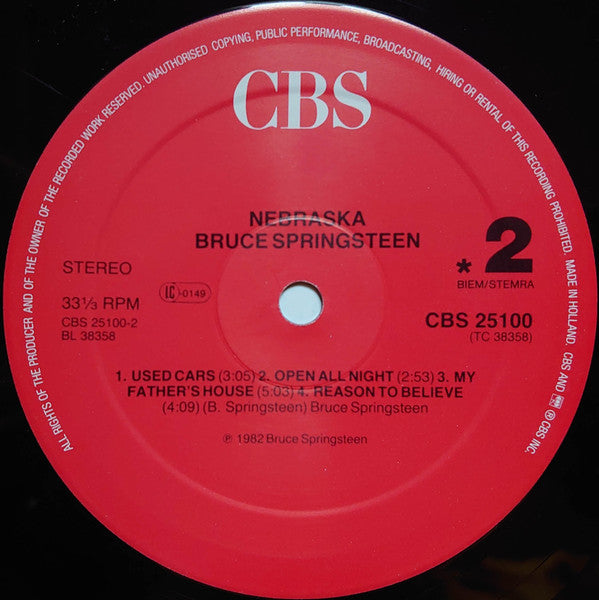 ALL RIGHTS OF THE PRODUCER AND OF THE OWNER OF THE RECORDED WORK RESERVED. UNAUTHORISED COPYING, PUBLIC PERFORMANCE, BROADCASTING, HIRING OR RENTAL OF THIS RECORDING PROHIBITED. MADE IN HOLLAND. CBS AND ℗ CBS INC.
CBS
NEBRASKA
BRUCE SPRINGSTEEN
* 2
STEREO
BIEM/STEMRA
33⅓ RPM
LC -0149
CBS 25100-2
BL 38358
CBS 25100
(TC 38358)
1. USED CARS (3:05) 2. OPEN ALL NIGHT (2:53) 3. MY
FATHER'S HOUSE (5:03) 4. REASON TO BELIEVE
(4:09) (B. Springsteen) Bruce Springsteen
℗ 1982 Bruce Springsteen